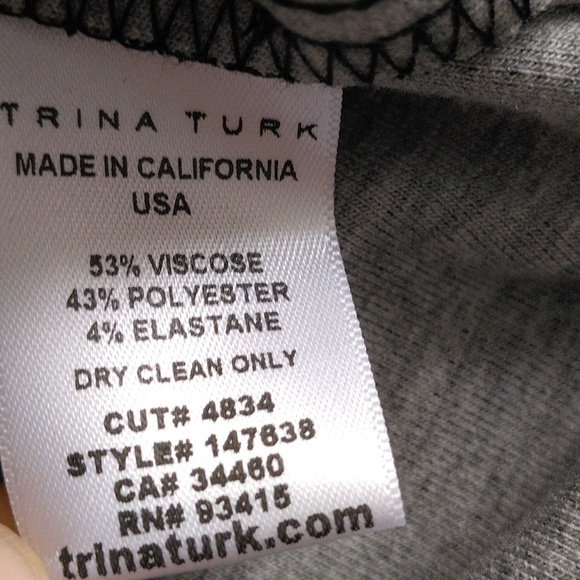 TRINA TURK
MADE IN CALIFORNIA
USA
53% VISCOSE
43% POLYESTER
4% ELASTANE
DRY CLEAN ONLY
CUT# 4834
STYLE# 147638
CA# 34460
RN# 93415
trinaturk.com